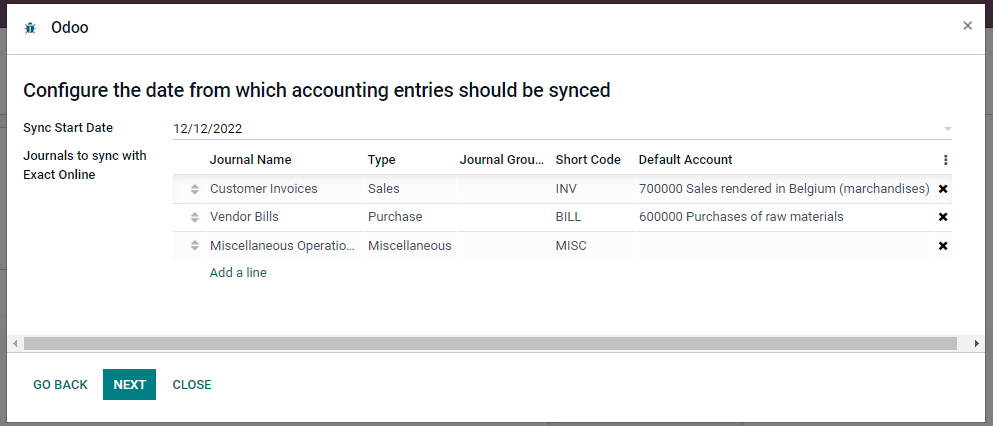 Odoo
×
Configure the date from which accounting entries should be synced
Sync Start Date 12/12/2022
Journals to sync with Exact Online
Journal Name Type Journal Grou... Short Code Default Account
Customer Invoices Sales INV 700000 Sales rendered in Belgium (marchandises)
Vendor Bills Purchase BILL 600000 Purchases of raw materials
Miscellaneous Operatio... Miscellaneous MISC
Add a line
GO BACK NEXT CLOSE